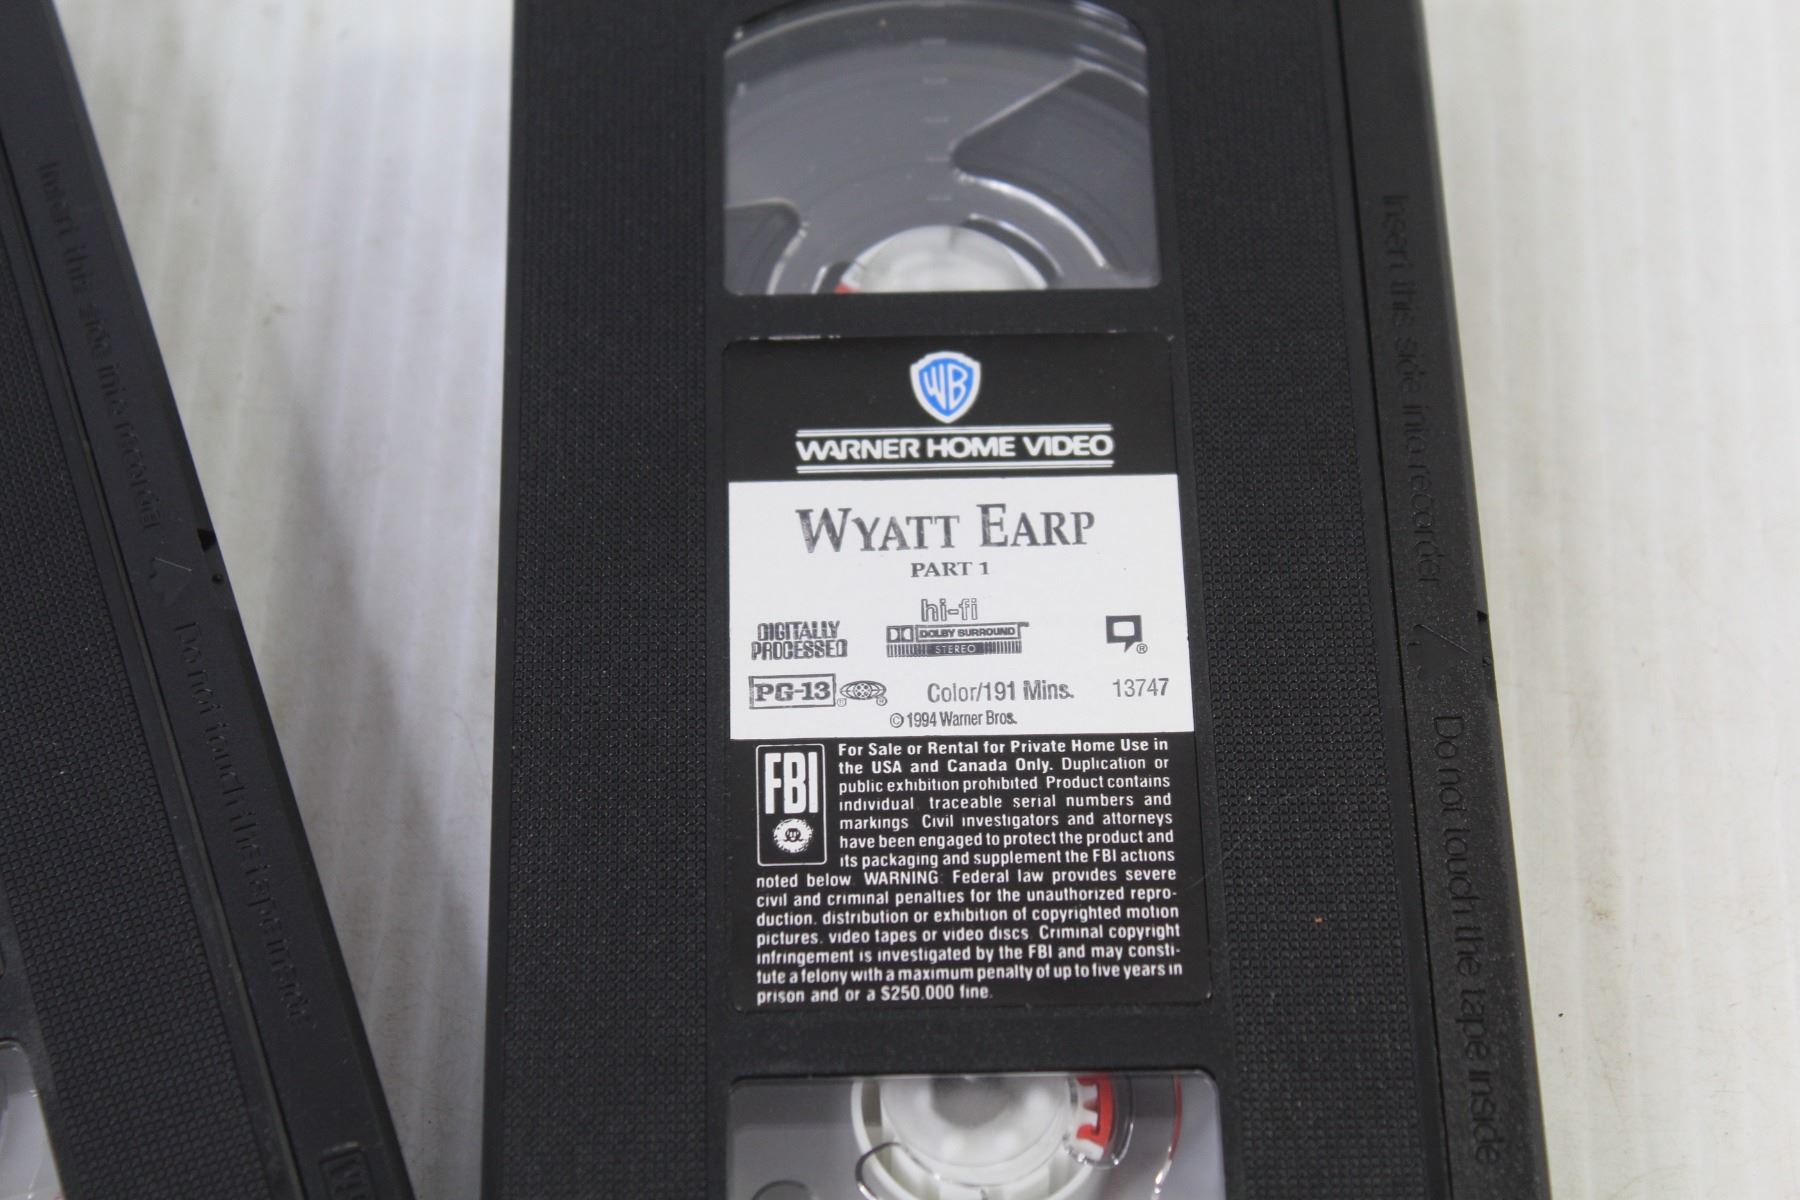 WB
WARNER HOME VIDEO
WYATT EARP
PART 1
hi-fi
DIGITALLY
PROCESSED
DOLBY SURROUND
STEREO
PG-13
Color/191 Mins.
13747
© 1994 Warner Bros.
FBI
For Sale or Rental for Private Home Use in
the USA and Canada Only. Duplication or
public exhibition prohibited. Product contains
individual traceable serial numbers and
markings. Civil investigators and attorneys
have been engaged to protect the product and
its packaging and supplement the FBI actions
noted below. WARNING: Federal law provides severe
civil and criminal penalties for the unauthorized repro-
duction, distribution or exhibition of copyrighted motion
pictures, video tapes or video discs. Criminal copyright
infringement is investigated by the FBI and may consti-
tute a felony with a maximum penalty of up to five years in
prison and or a $250.000 fine.
Insert this side into recorder
Do not touch the tape inside
Insert this side into recorder
Do not touch the tape inside